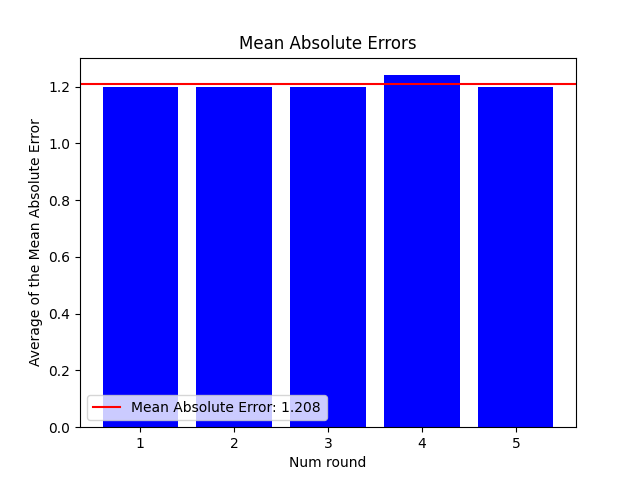 Mean Absolute Errors
Average of the Mean Absolute Error
1.2
1.0
0.8
0.6
0.4
0.2
0.0
Mean Absolute Error: 1.208
1 2 3 4 5
Num round